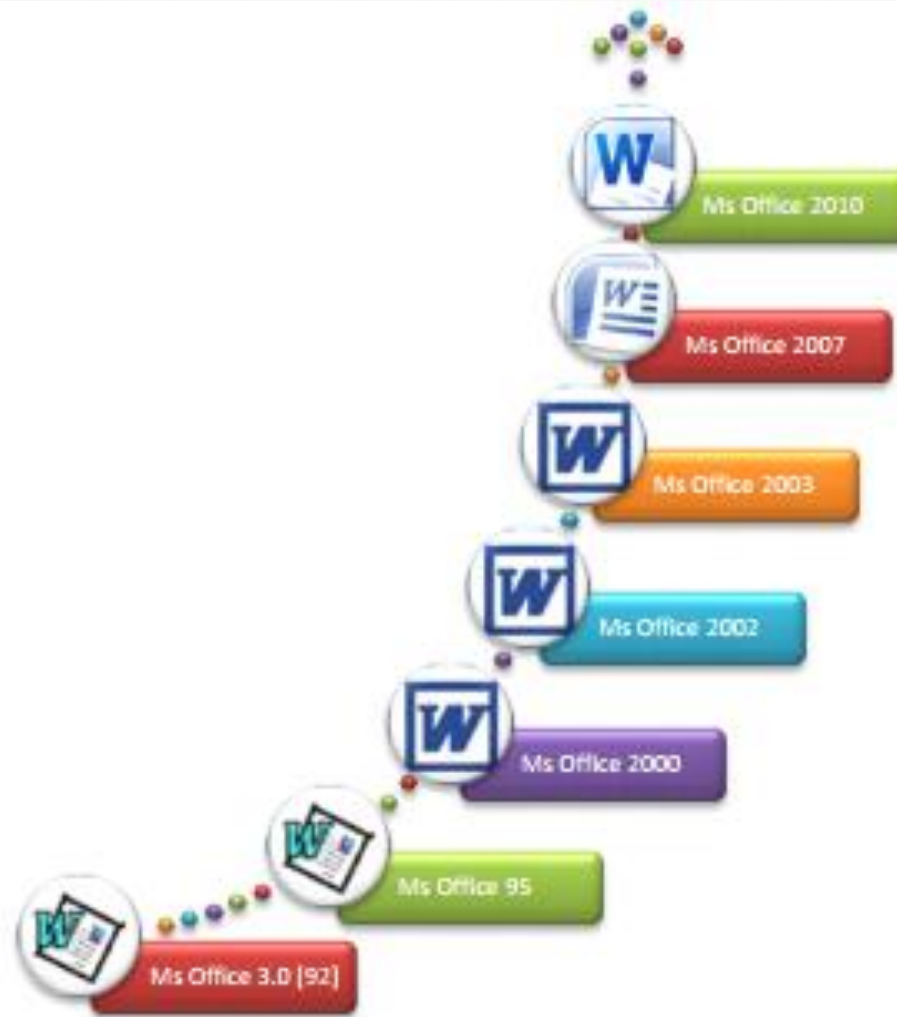 Ms Office 2010
Ms Office 2007
Ms Office 2003
Ms Office 2002
Ms Office 2000
Ms Office 95
Ms Office 3.0 [92]